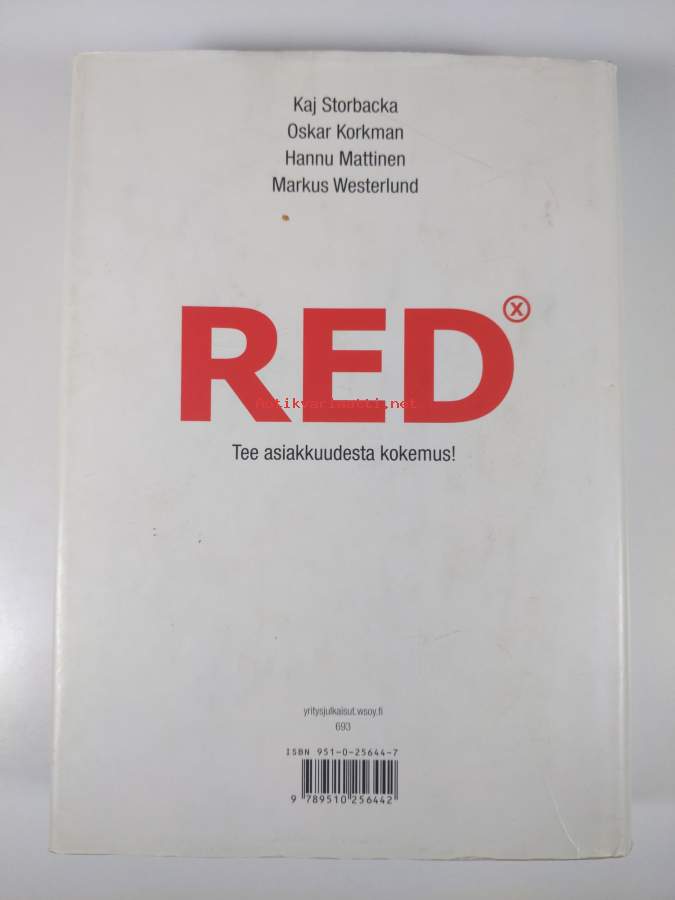 Kaj Storbacka
Oskar Korkman
Hannu Mattinen
Markus Westerlund
RED ⓧ
Antikvariaatti.net
Tee asiakkuudesta kokemus!
yritysjulkaisut.wsoy.fi
693
ISBN 951-0-25644-7
9 789510 256442